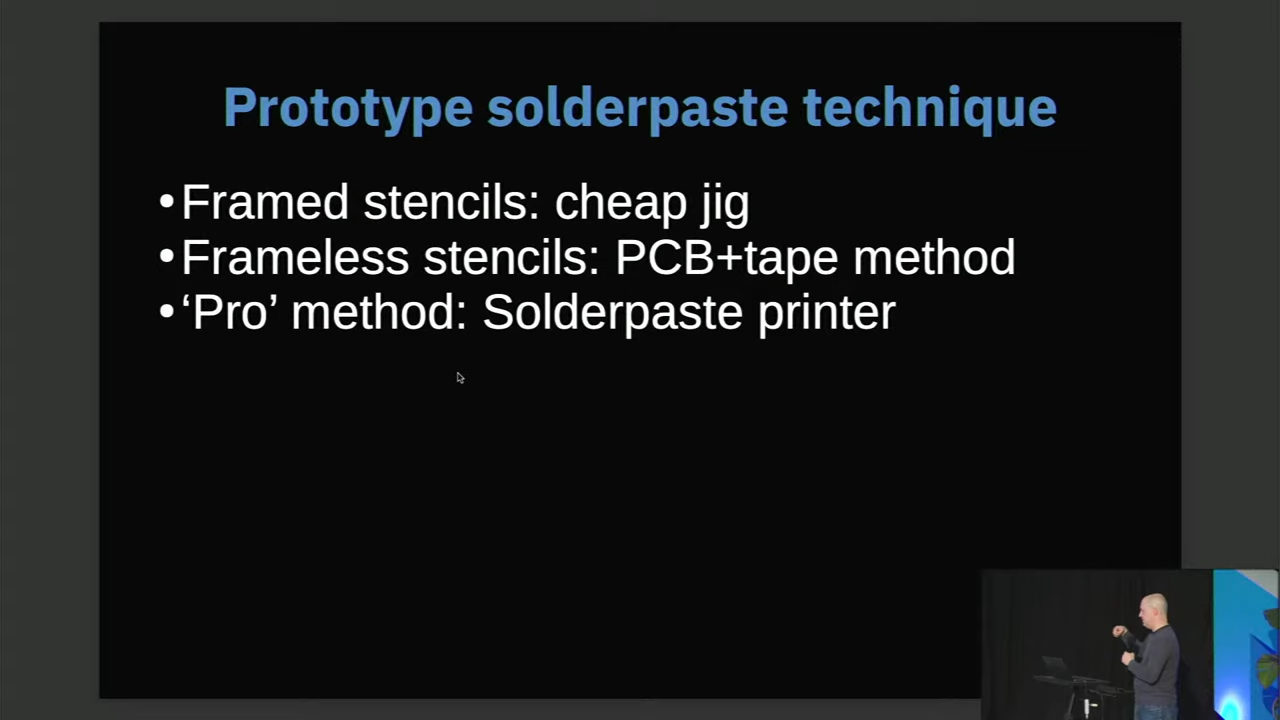 Prototype solderpaste technique
•Framed stencils: cheap jig
•Frameless stencils: PCB+tape method
•‘Pro’ method: Solderpaste printer